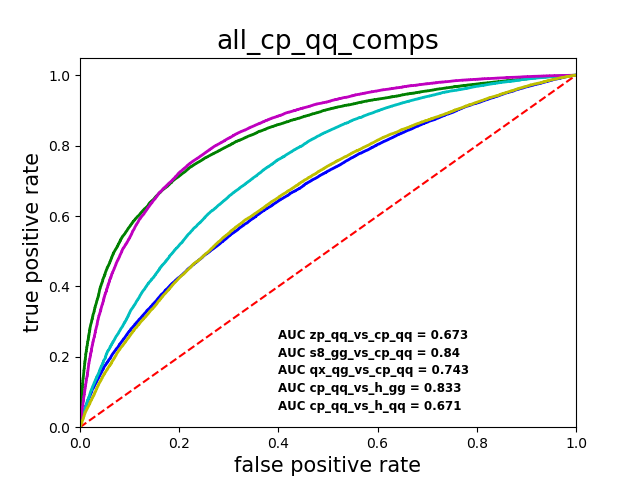 all_cp_qq_comps
true positive rate
1.0
0.8
0.6
0.4
0.2
0.0
AUC zp_qq_vs_cp_qq = 0.673
AUC s8_gg_vs_cp_qq = 0.84
AUC qx_qg_vs_cp_qq = 0.743
AUC cp_qq_vs_h_gg = 0.833
AUC cp_qq_vs_h_qq = 0.671
0.0 0.2 0.4 0.6 0.8 1.0
false positive rate